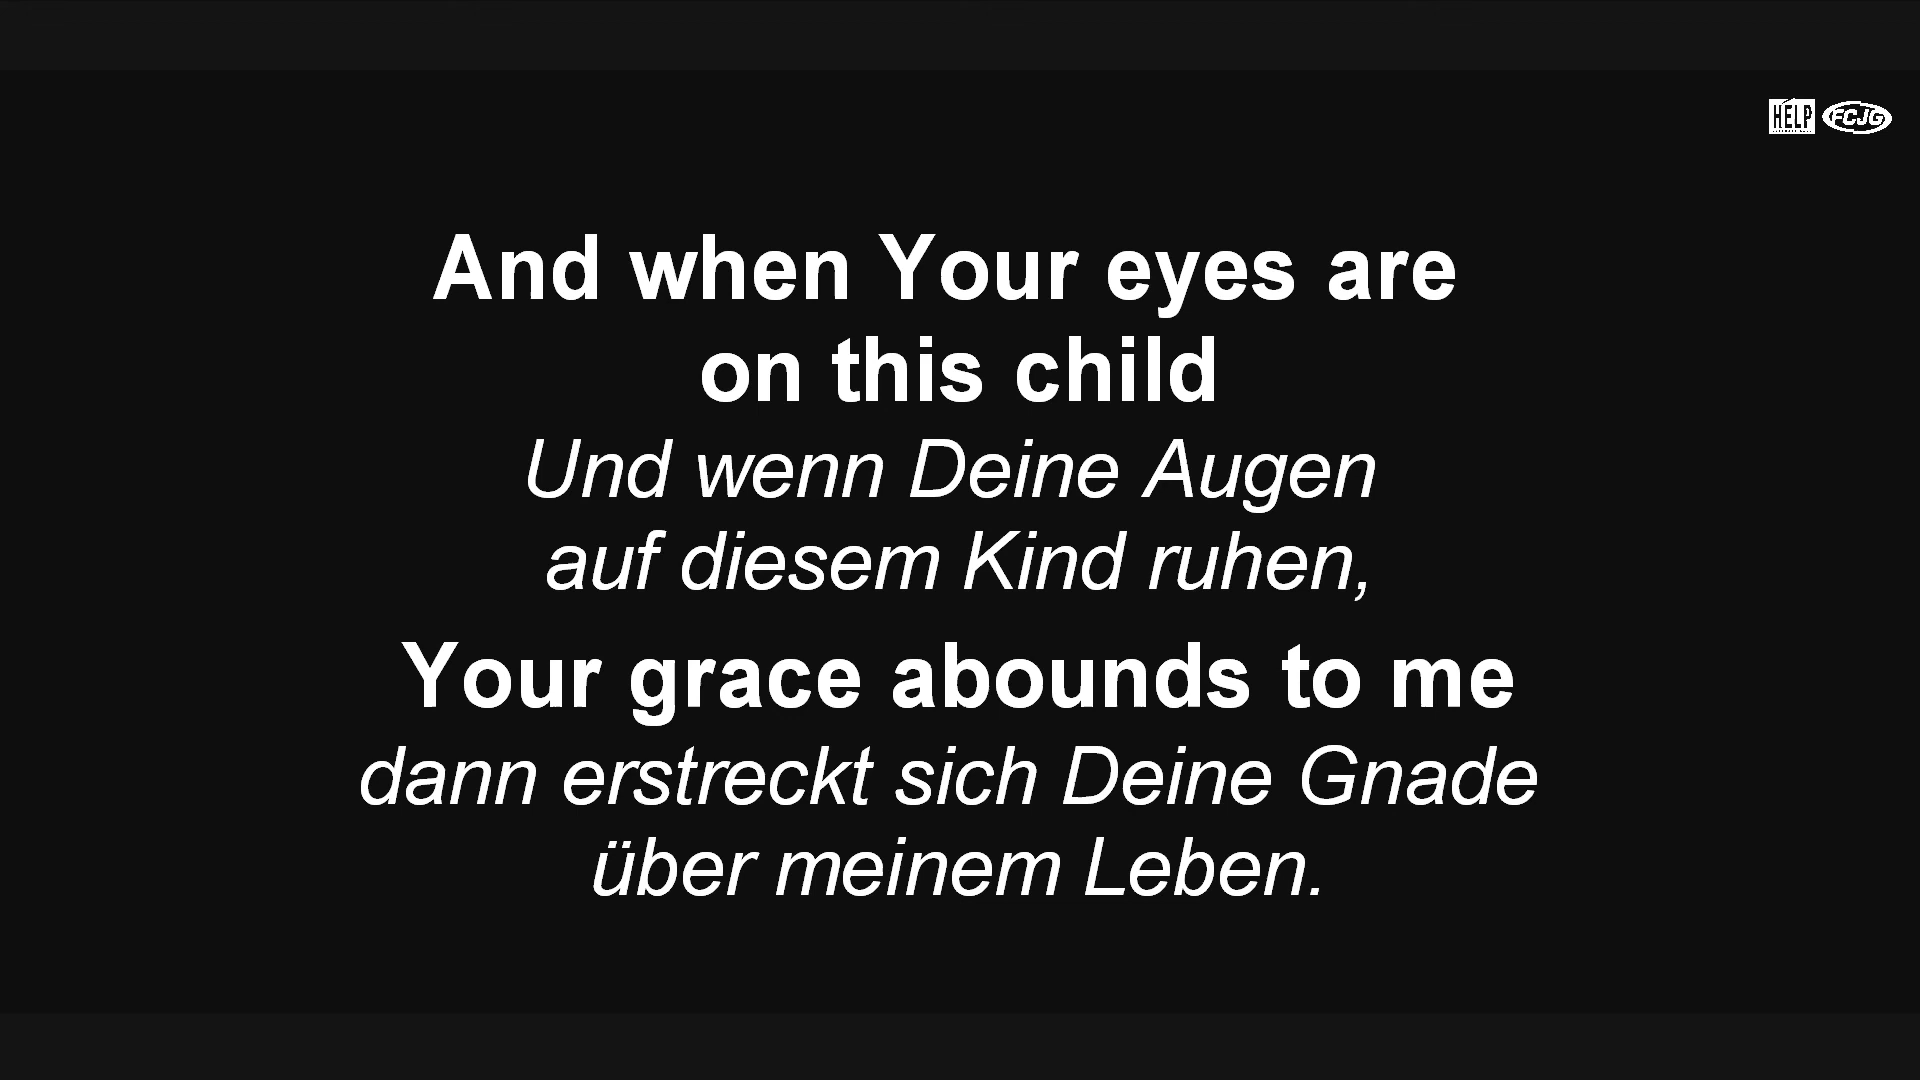 HELP FCJG
And when Your eyes are
on this child
Und wenn Deine Augen
auf diesem Kind ruhen,
Your grace abounds to me
dann erstreckt sich Deine Gnade
über meinem Leben.